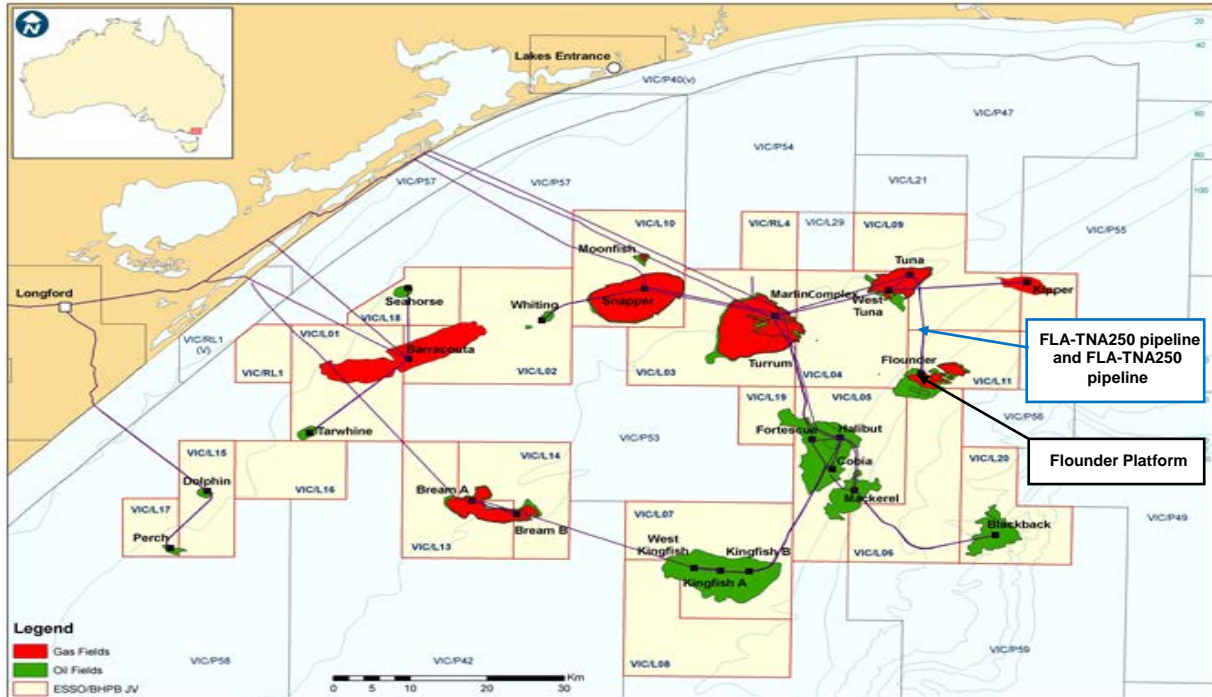 N
Lakes Entrance
VIC/P40(v)
20
40
VIC/P47
60
80
VIC/P54
100
VIC/P57
VIC/P57
VIC/L21
VIC/L10
VIC/RL4
VIC/L29
VIC/L09
VIC/P55
Moonfish
Tuna
Longford
Seahorse
Whiting
Snapper
MarlinComplex
West
Tuna
Kipper
VIC/L18
VIC/RL1
(V)
VIC/L01
Barracouta
FLA-TNA250 pipeline
and FLA-TNA250
pipeline
Flounder
Turrum
VIC/RL1
VIC/L02
VIC/L03
VIC/L04
VIC/L11
VIC/L19
VIC/L05
VIC/P56
Tarwhine
Fortescue
Halibut
VIC/P53
Flounder Platform
VIC/L15
VIC/L14
VIC/L20
Cobia
Dolphin
VIC/L16
Bream A
Mackerel
VIC/L17
VIC/L07
VIC/P49
Perch
Bream B
Blackback
West
Kingfish
Kingfish B
VIC/L13
VIC/L06
Kingfish A
Legend
Gas Fields
Oil Fields
ESSO/BHPB JV
VIC/P58
VIC/P42
VIC/L08
VIC/P59
0 5 10 20 30 Km